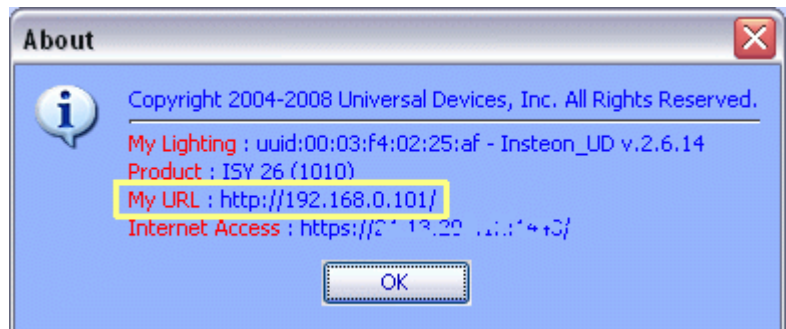 About
Copyright 2004-2008 Universal Devices, Inc. All Rights Reserved.
My Lighting : uuid:00:03:f4:02:25:af - Insteon_UD v.2.6.14
Product : ISY 26 (1010)
My URL : http://192.168.0.101/
Internet Access : https://
OK